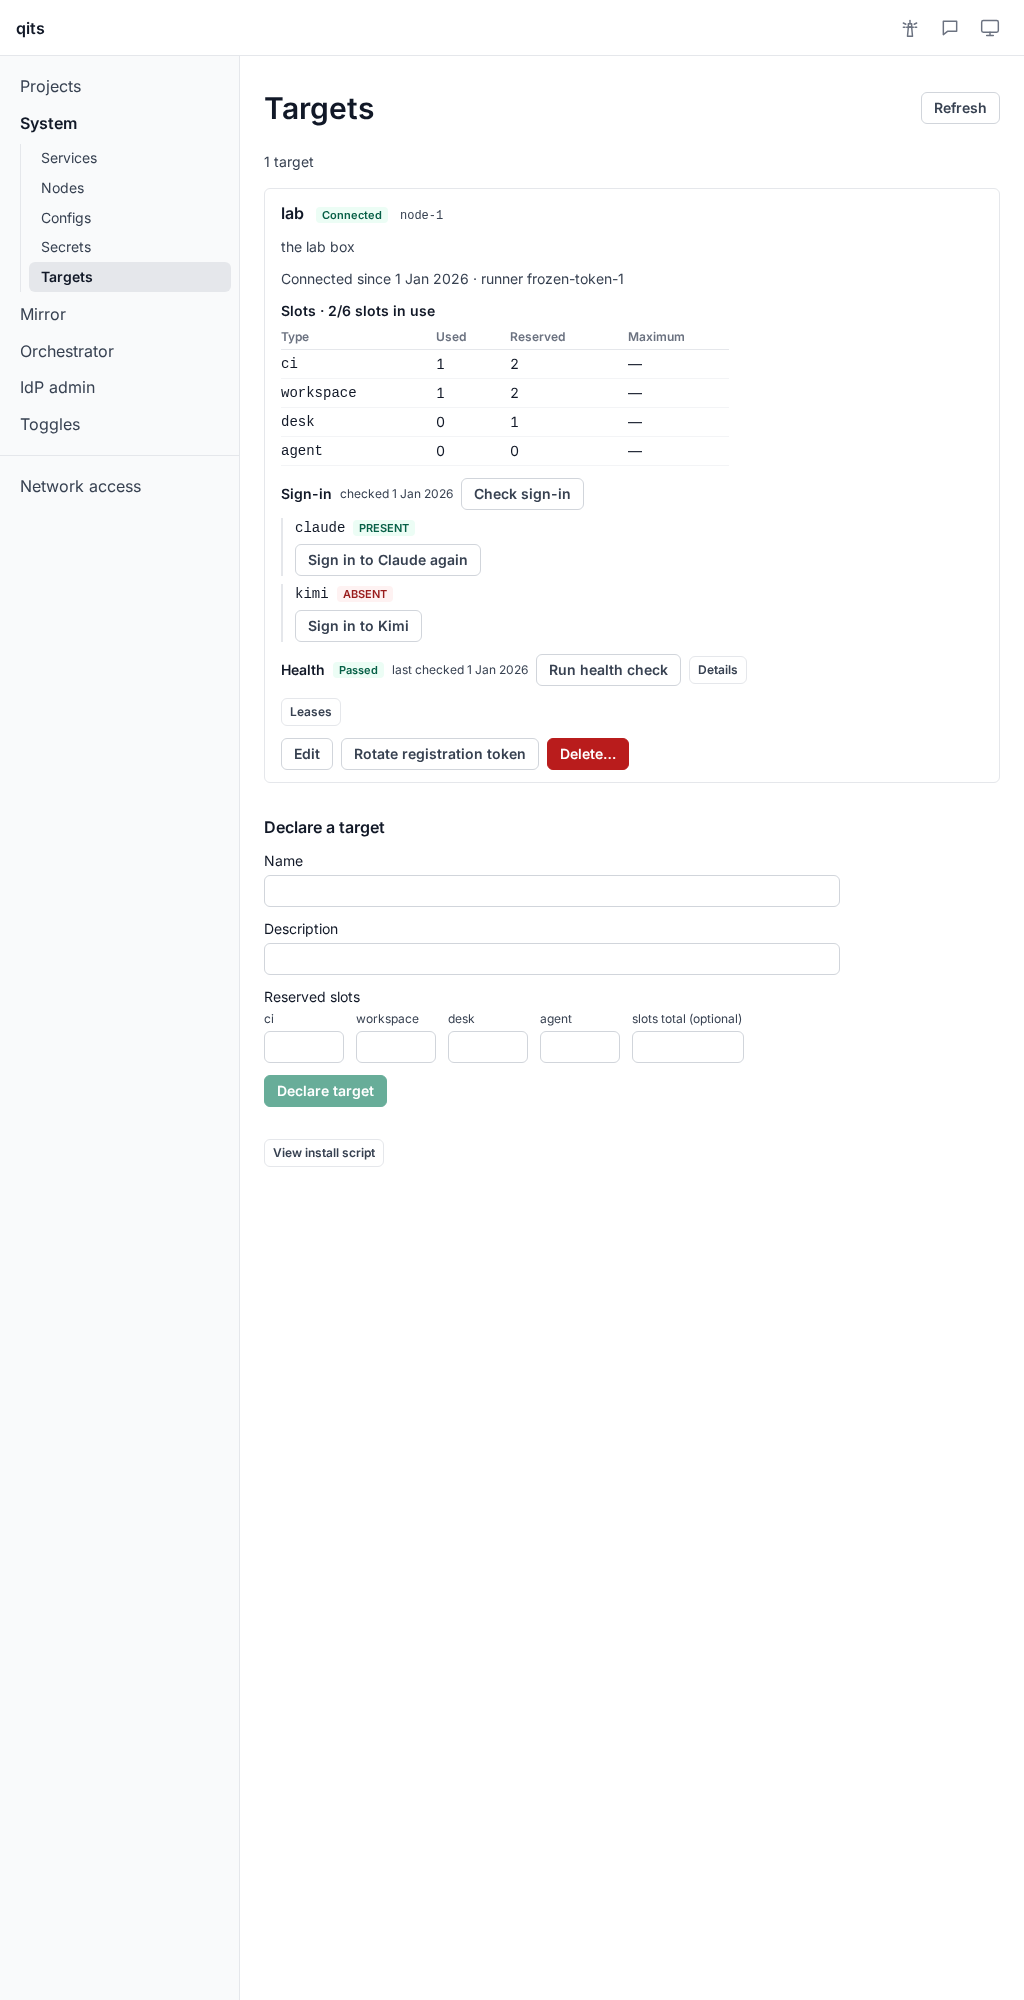 qits
Projects
System
Services
Nodes
Configs
Secrets
Targets
Mirror
Orchestrator
IdP admin
Toggles
Network access
Targets
Refresh
1 target
lab Connected node-1
the lab box
Connected since 1 Jan 2026 · runner frozen-token-1
Slots · 2/6 slots in use
Type Used Reserved Maximum
ci 1 2 —
workspace 1 2 —
desk 0 1 —
agent 0 0 —
Sign-in checked 1 Jan 2026 Check sign-in
claude PRESENT
Sign in to Claude again
kimi ABSENT
Sign in to Kimi
Health Passed last checked 1 Jan 2026 Run health check Details
Leases
Edit Rotate registration token Delete...
Declare a target
Name
Description
Reserved slots
ci workspace desk agent slots total (optional)
Declare target
View install script